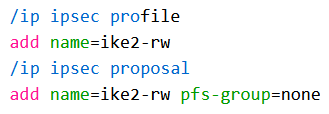 /ip ipsec profile
add name=ike2-rw
/ip ipsec proposal
add name=ike2-rw pfs-group=none